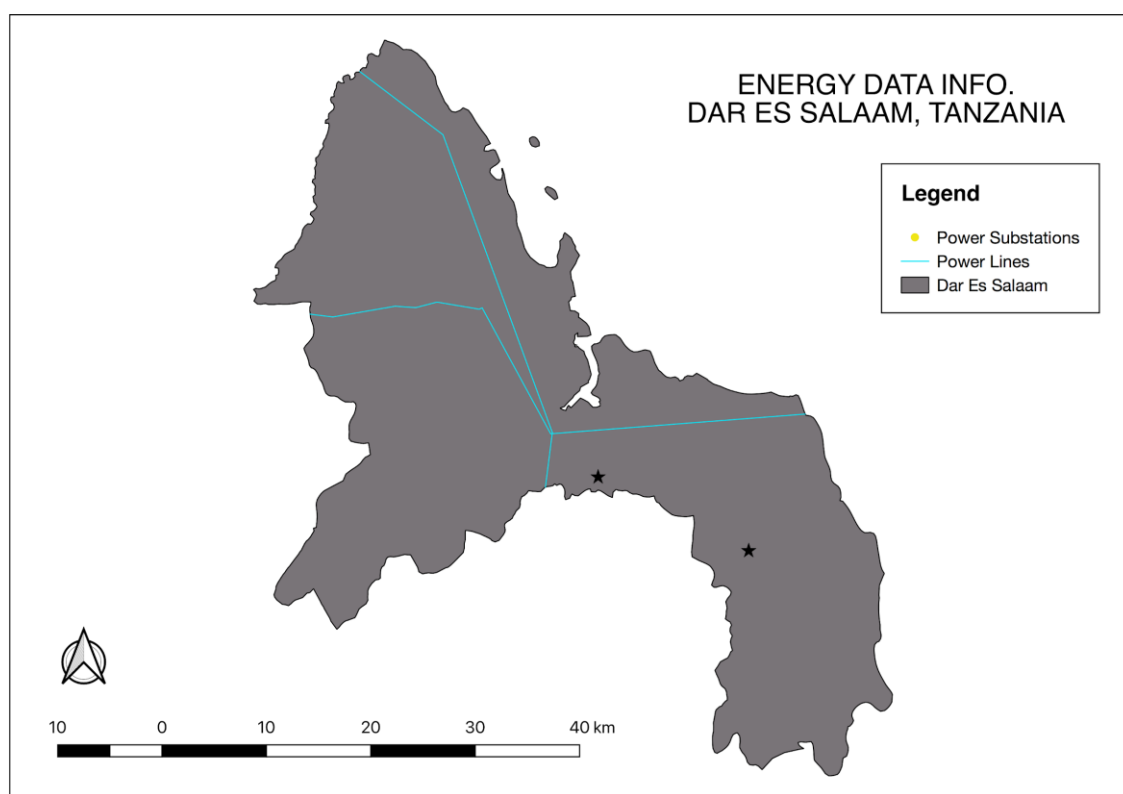 ENERGY DATA INFO.
DAR ES SALAAM, TANZANIA
Legend
Power Substations
Power Lines
Dar Es Salaam
10 0 10 20 30 40 km